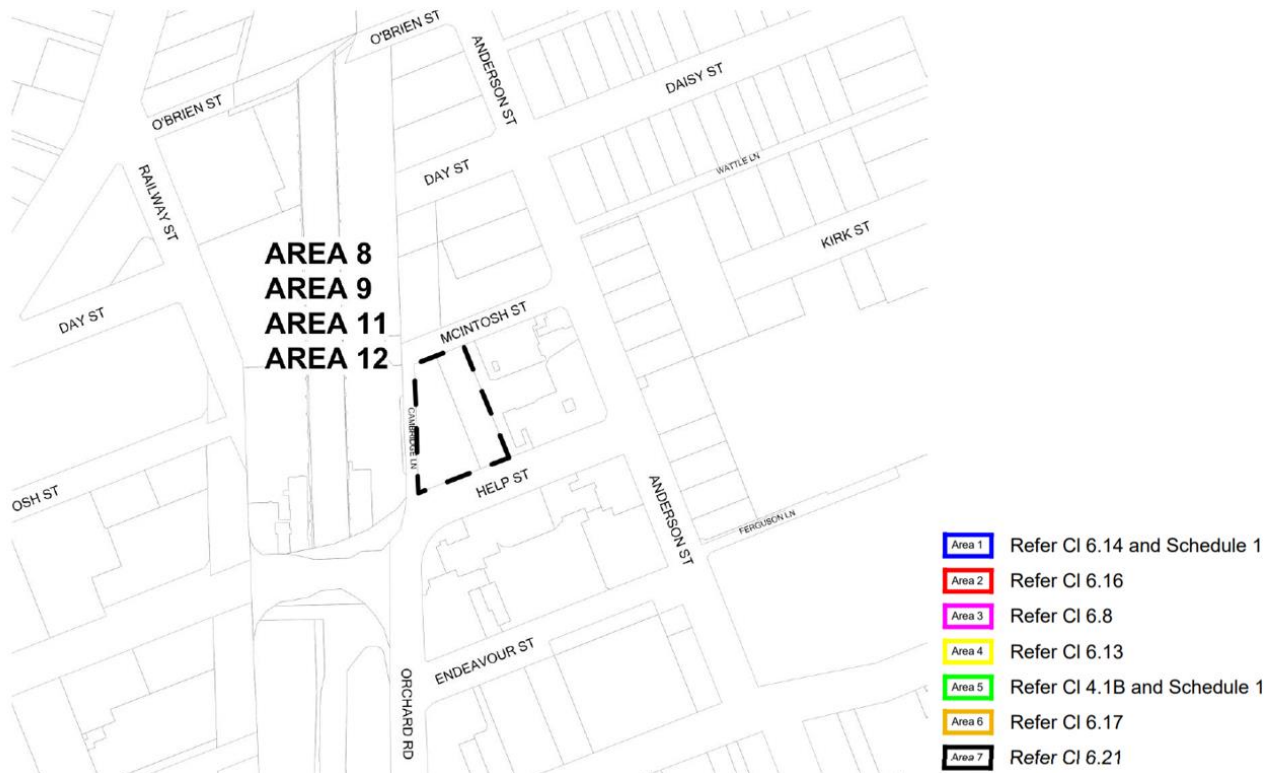 O'BRIEN ST
ANDERSON ST
DAISY ST
O'BRIEN ST
WATTLE LN
DAY ST
RAILWAY ST
KIRK ST
AREA 8
AREA 9
AREA 11
AREA 12
DAY ST
MCINTOSH ST
CAMBRIDGE LN
HELP ST
OSH ST
ANDERSON ST
FERGUSON LN
ENDEAVOUR ST
ORCHARD RD
Area 1 Refer Cl 6.14 and Schedule 1
Area 2 Refer Cl 6.16
Area 3 Refer Cl 6.8
Area 4 Refer Cl 6.13
Area 5 Refer Cl 4.1B and Schedule 1
Area 6 Refer Cl 6.17
Area 7 Refer Cl 6.21